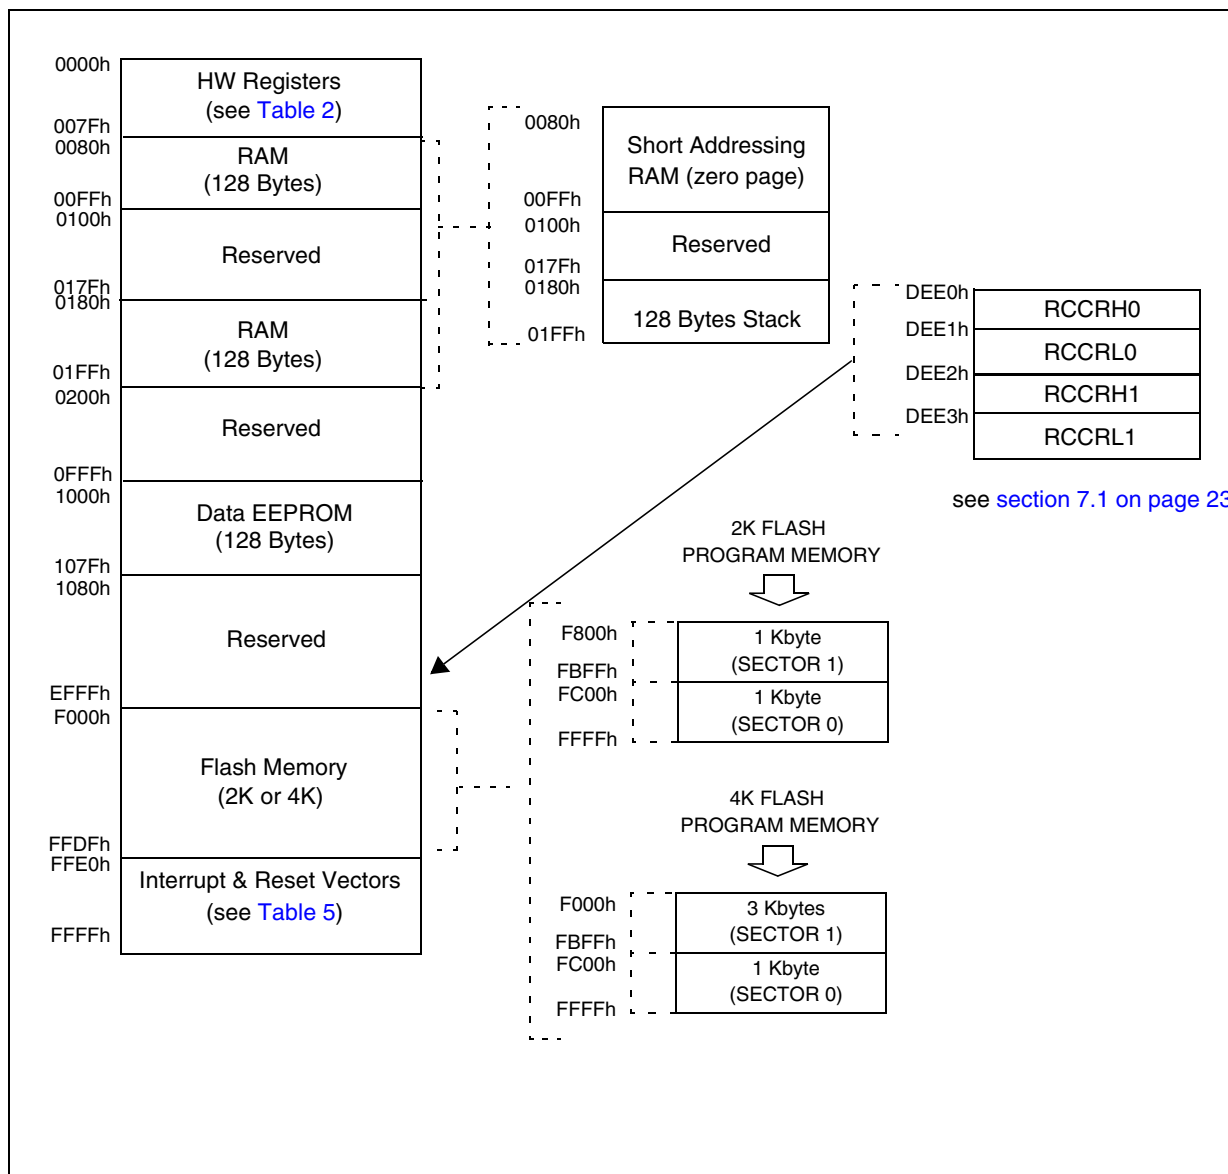 0000h
HW Registers
(see Table 2)
007Fh
0080h
RAM
(128 Bytes)
00FFh
0100h
Reserved
017Fh
0180h
RAM
(128 Bytes)
01FFh
0200h
Reserved
0FFFh
1000h
Data EEPROM
(128 Bytes)
107Fh
1080h
Reserved
EFFFh
F000h
Flash Memory
(2K or 4K)
FFDFh
FFE0h
Interrupt & Reset Vectors
(see Table 5)
FFFFh
0080h
Short Addressing
RAM (zero page)
00FFh
0100h
Reserved
017Fh
0180h
128 Bytes Stack
01FFh
DEE0h
RCCRH0
DEE1h
RCCRL0
DEE2h
RCCRH1
DEE3h
RCCRL1
see section 7.1 on page 23
2K FLASH
PROGRAM MEMORY
F800h
1 Kbyte
(SECTOR 1)
FBFFh
FC00h
1 Kbyte
(SECTOR 0)
FFFFh
4K FLASH
PROGRAM MEMORY
F000h
3 Kbytes
(SECTOR 1)
FBFFh
FC00h
1 Kbyte
(SECTOR 0)
FFFFh